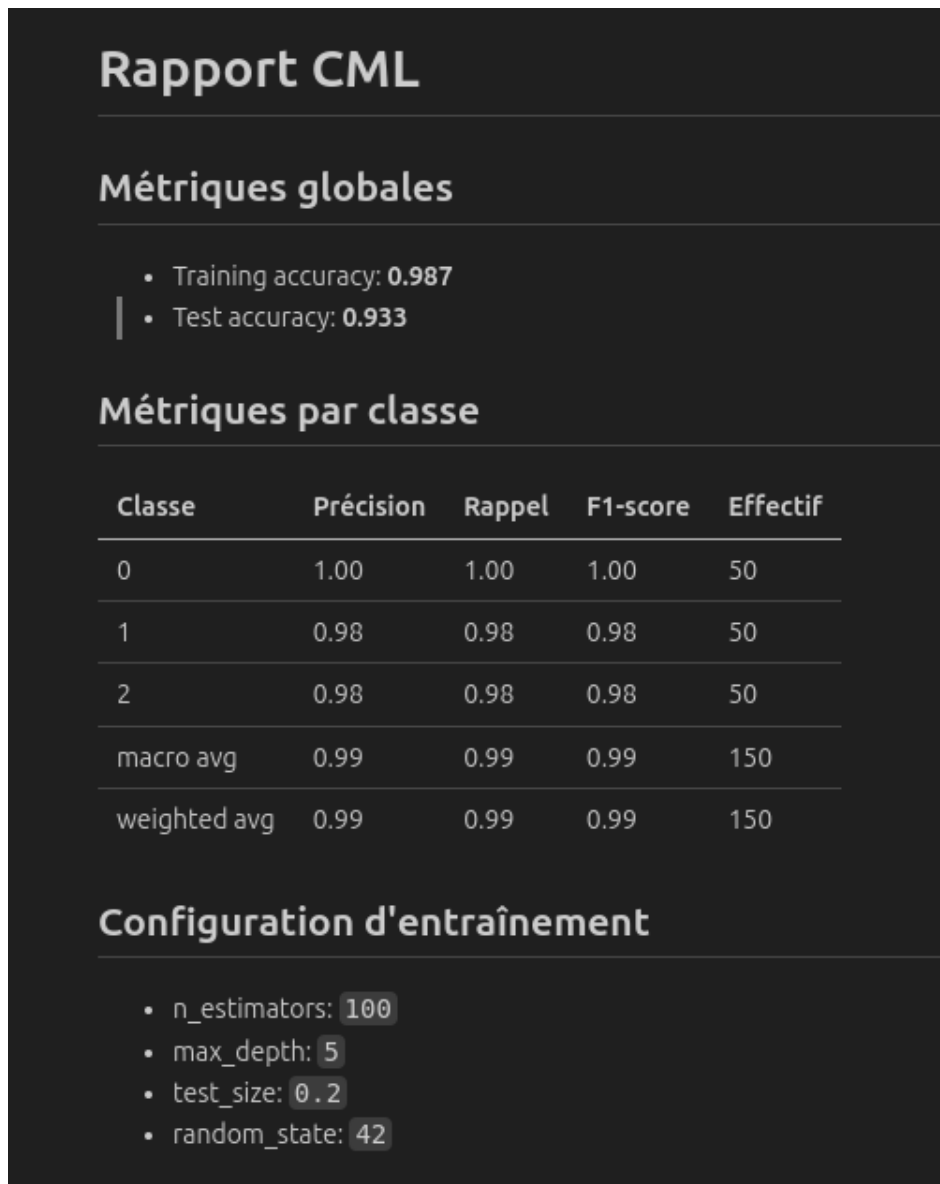 Rapport CML
Métriques globales
• Training accuracy: 0.987
• Test accuracy: 0.933
Métriques par classe
Classe Précision Rappel F1-score Effectif
0 1.00 1.00 1.00 50
1 0.98 0.98 0.98 50
2 0.98 0.98 0.98 50
macro avg 0.99 0.99 0.99 150
weighted avg 0.99 0.99 0.99 150
Configuration d'entraînement
• n_estimators: 100
• max_depth: 5
• test_size: 0.2
• random_state: 42